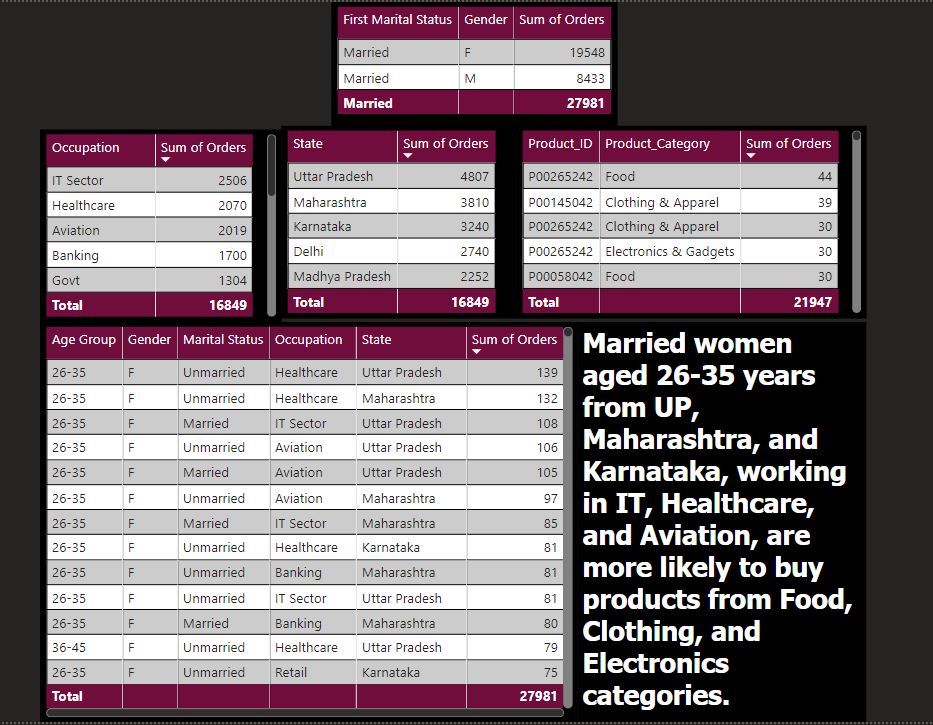 First Marital Status Gender Sum of Orders
Married F 19548
Married M 8433
Married 27981
Occupation Sum of Orders
IT Sector 2506
Healthcare 2070
Aviation 2019
Banking 1700
Govt 1304
Total 16849
State Sum of Orders
Uttar Pradesh 4807
Maharashtra 3810
Karnataka 3240
Delhi 2740
Madhya Pradesh 2252
Total 16849
Product_ID Product_Category Sum of Orders
P00265242 Food 44
P00145042 Clothing & Apparel 39
P00265242 Clothing & Apparel 30
P00265242 Electronics & Gadgets 30
P00058042 Food 30
Total 21947
Age Group Gender Marital Status Occupation State Sum of Orders
26-35 F Unmarried Healthcare Uttar Pradesh 139
26-35 F Unmarried Healthcare Maharashtra 132
26-35 F Married IT Sector Uttar Pradesh 108
26-35 F Unmarried Aviation Uttar Pradesh 106
26-35 F Married Aviation Uttar Pradesh 105
26-35 F Unmarried Aviation Maharashtra 97
26-35 F Married IT Sector Maharashtra 85
26-35 F Unmarried Healthcare Karnataka 81
26-35 F Unmarried Banking Maharashtra 81
26-35 F Unmarried IT Sector Uttar Pradesh 81
26-35 F Married Banking Maharashtra 80
36-45 F Unmarried Healthcare Uttar Pradesh 79
26-35 F Unmarried Retail Karnataka 75
Total 27981
Married women
aged 26-35 years
from UP,
Maharashtra, and
Karnataka, working
in IT, Healthcare,
and Aviation, are
more likely to buy
products from Food,
Clothing, and
Electronics
categories.